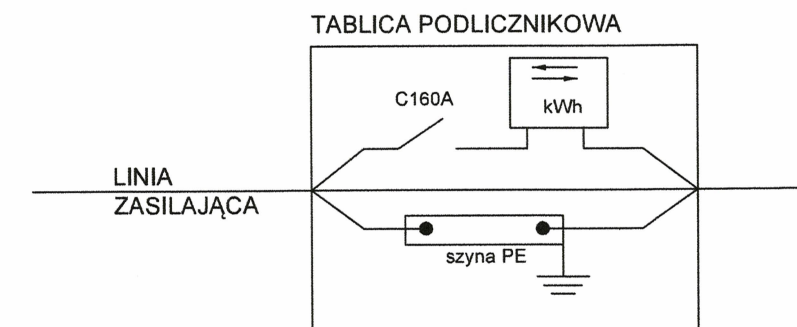 TABLICA PODLICZNIKOWA
C160A
kWh
LINIA
ZASILAJĄCA
szyna PE